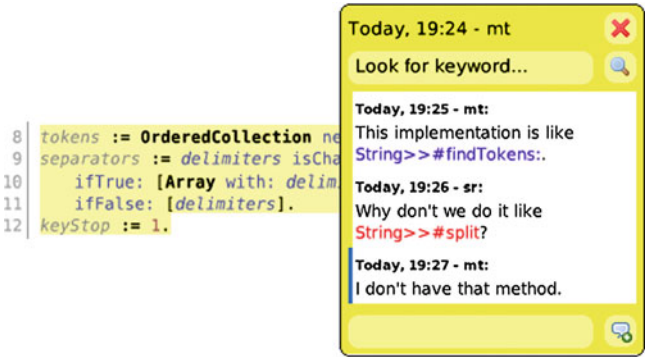 8 tokens := OrderedCollection ne
9 separators := delimiters isCha
10 ifTrue: [Array with: delim
11 ifFalse: [delimiters].
12 keyStop := 1.
Today, 19:24 - mt
Look for keyword...
Today, 19:25 - mt:
This implementation is like
String>>#findTokens:.
Today, 19:26 - sr:
Why don't we do it like
String>>#split?
Today, 19:27 - mt:
I don't have that method.